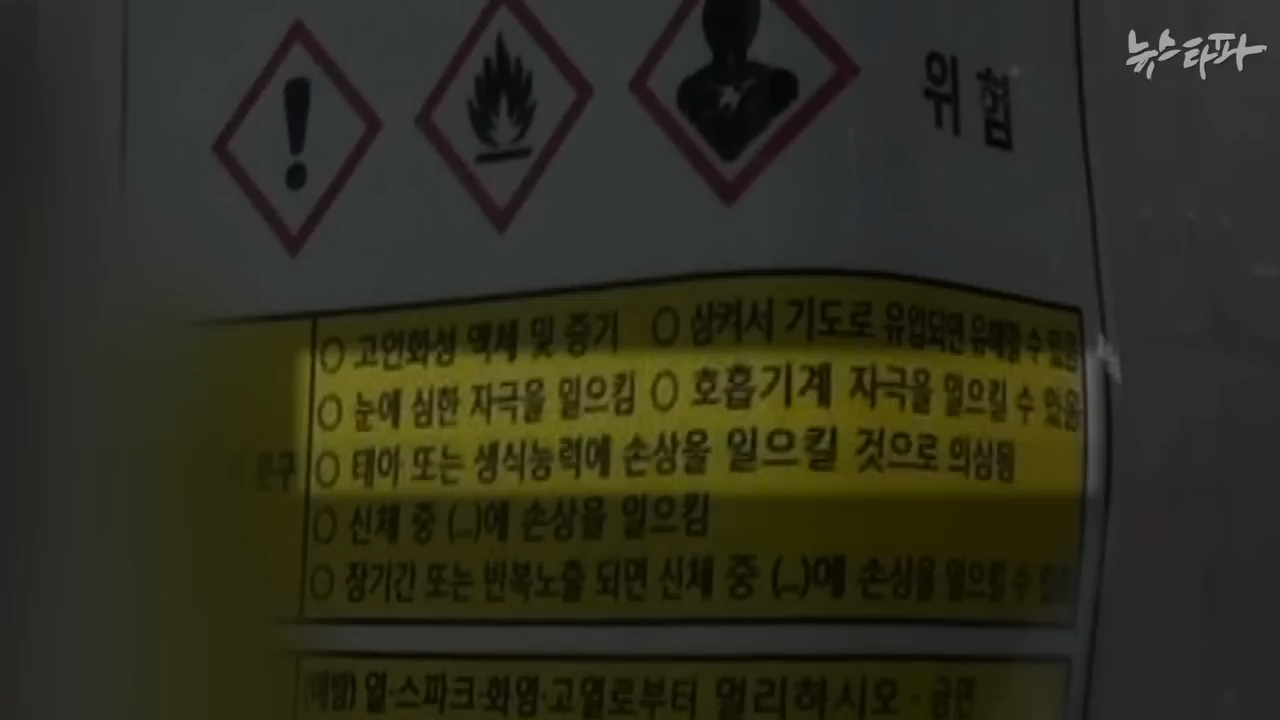 뉴스타파
위험
○ 고인화성 액체 및 증기 ○ 삼켜서 기도로 유입되면 유해할 수 있음
○ 눈에 심한 자극을 일으킴 ○ 호흡기계 자극을 일으킬 수 있음
문구 ○ 태아 또는 생식능력에 손상을 일으킬 것으로 의심됨
○ 신체 중 (...)에 손상을 일으킴
○ 장기간 또는 반복노출 되면 신체 중 (...)에 손상을 일으킬 수 있음
(예방) 열·스파크·화염·고열로부터 멀리하시오 - 금연